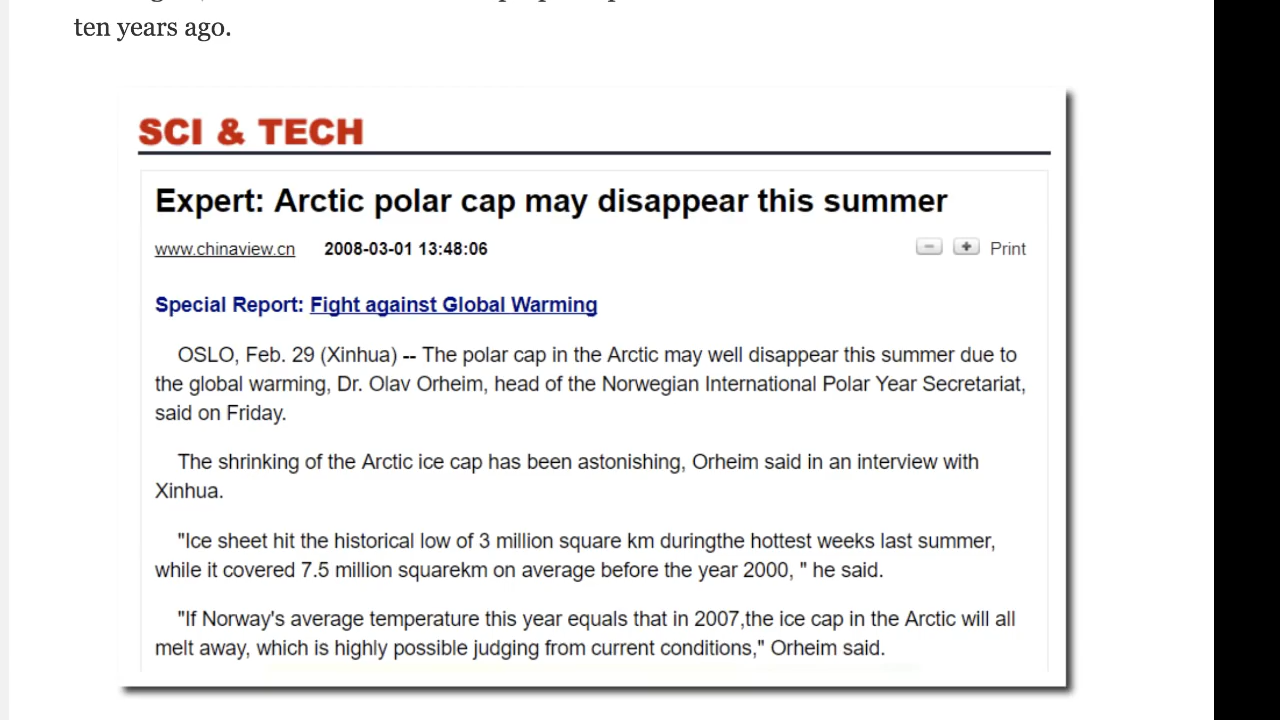 ten years ago.
SCI & TECH
Expert: Arctic polar cap may disappear this summer
www.chinaview.cn 2008-03-01 13:48:06 Print
Special Report: Fight against Global Warming
OSLO, Feb. 29 (Xinhua) -- The polar cap in the Arctic may well disappear this summer due to
the global warming, Dr. Olav Orheim, head of the Norwegian International Polar Year Secretariat,
said on Friday.
The shrinking of the Arctic ice cap has been astonishing, Orheim said in an interview with
Xinhua.
"Ice sheet hit the historical low of 3 million square km duringthe hottest weeks last summer,
while it covered 7.5 million squarekm on average before the year 2000, " he said.
"If Norway's average temperature this year equals that in 2007,the ice cap in the Arctic will all
melt away, which is highly possible judging from current conditions," Orheim said.